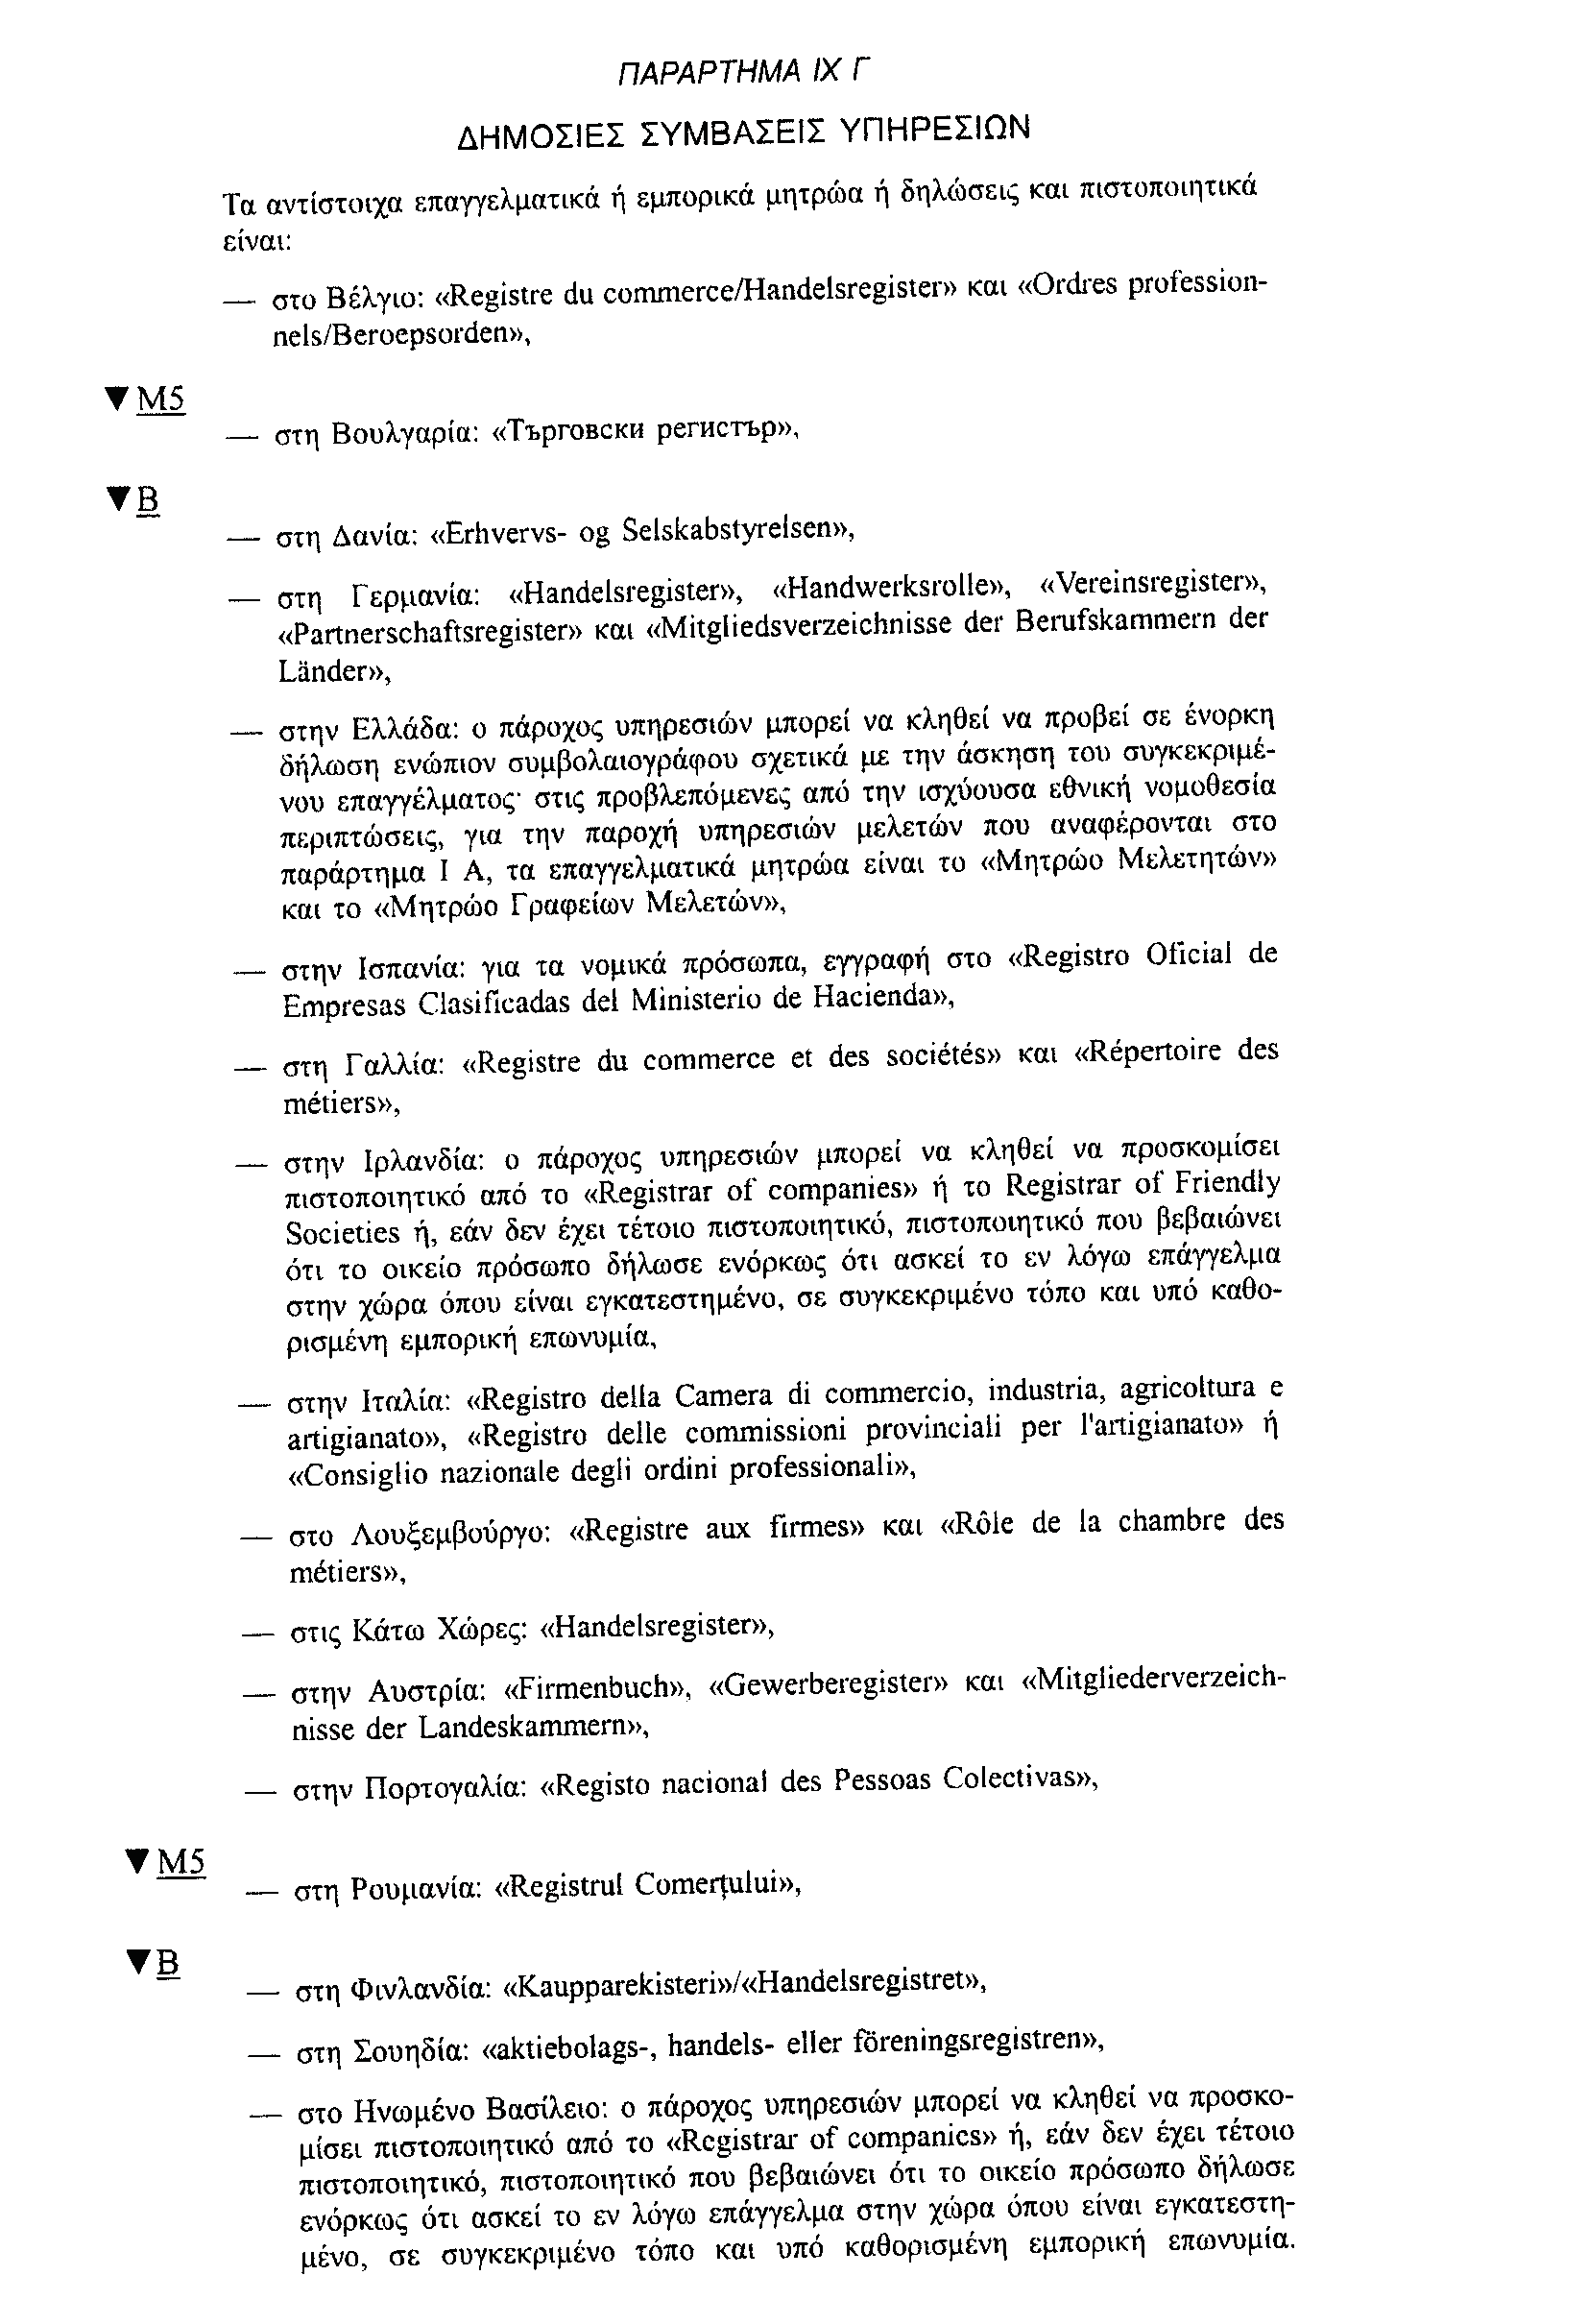 ΠΑΡΑΡΤΗΜΑ IX Γ
ΔΗΜΟΣΙΕΣ ΣΥΜΒΑΣΕΙΣ ΥΠΗΡΕΣΙΩΝ
Τα αντίστοιχα επαγγελματικά ή εμπορικά μητρώα ή δηλώσεις και πιστοποιητικά
είναι:
— στο Βέλγιο: «Registre du commerce/Handelsregister» και «Ordres profession-
nels/Beroepsorden»,
▼ M5
— στη Βουλγαρία: «Търговски регистър»,
▼ B
— στη Δανία: «Erhvervs- og Selskabstyrelsen»,
— στη Γερμανία: «Handelsregister», «Handwerksrolle», «Vereinsregister»,
«Partnerschaftsregister» και «Mitgliedsverzeichnisse der Berufskammern der
Länder»,
— στην Ελλάδα: ο πάροχος υπηρεσιών μπορεί να κληθεί να προβεί σε ένορκη
δήλωση ενώπιον συμβολαιογράφου σχετικά με την άσκηση του συγκεκριμέ-
νου επαγγέλματος· στις προβλεπόμενες από την ισχύουσα εθνική νομοθεσία
περιπτώσεις, για την παροχή υπηρεσιών μελετών που αναφέρονται στο
παράρτημα I A, τα επαγγελματικά μητρώα είναι το «Μητρώο Μελετητών»
και το «Μητρώο Γραφείων Μελετών»,
— στην Ισπανία: για τα νομικά πρόσωπα, εγγραφή στο «Registro Oficial de
Empresas Clasificadas del Ministerio de Hacienda»,
— στη Γαλλία: «Registre du commerce et des sociétés» και «Répertoire des
métiers»,
— στην Ιρλανδία: ο πάροχος υπηρεσιών μπορεί να κληθεί να προσκομίσει
πιστοποιητικό από το «Registrar of companies» ή το Registrar of Friendly
Societies ή, εάν δεν έχει τέτοιο πιστοποιητικό, πιστοποιητικό που βεβαιώνει
ότι το οικείο πρόσωπο δήλωσε ενόρκως ότι ασκεί το εν λόγω επάγγελμα
στην χώρα όπου είναι εγκατεστημένο, σε συγκεκριμένο τόπο και υπό καθο-
ρισμένη εμπορική επωνυμία,
— στην Ιταλία: «Registro della Camera di commercio, industria, agricoltura e
artigianato», «Registro delle commissioni provinciali per l'artigianato» ή
«Consiglio nazionale degli ordini professionali»,
— στο Λουξεμβούργο: «Registre aux firmes» και «Rôle de la chambre des
métiers»,
— στις Κάτω Χώρες: «Handelsregister»,
— στην Αυστρία: «Firmenbuch», «Gewerberegister» και «Mitgliederverzeich-
nisse der Landeskammern»,
— στην Πορτογαλία: «Registo nacional des Pessoas Colectivas»,
▼ M5
— στη Ρουμανία: «Registrul Comerțului»,
▼ B
— στη Φινλανδία: «Kaupparekisteri»/«Handelsregistret»,
— στη Σουηδία: «aktiebolags-, handels- eller föreningsregistren»,
— στο Ηνωμένο Βασίλειο: ο πάροχος υπηρεσιών μπορεί να κληθεί να προσκο-
μίσει πιστοποιητικό από το «Registrar of companies» ή, εάν δεν έχει τέτοιο
πιστοποιητικό, πιστοποιητικό που βεβαιώνει ότι το οικείο πρόσωπο δήλωσε
ενόρκως ότι ασκεί το εν λόγω επάγγελμα στην χώρα όπου είναι εγκατεστη-
μένο, σε συγκεκριμένο τόπο και υπό καθορισμένη εμπορική επωνυμία.